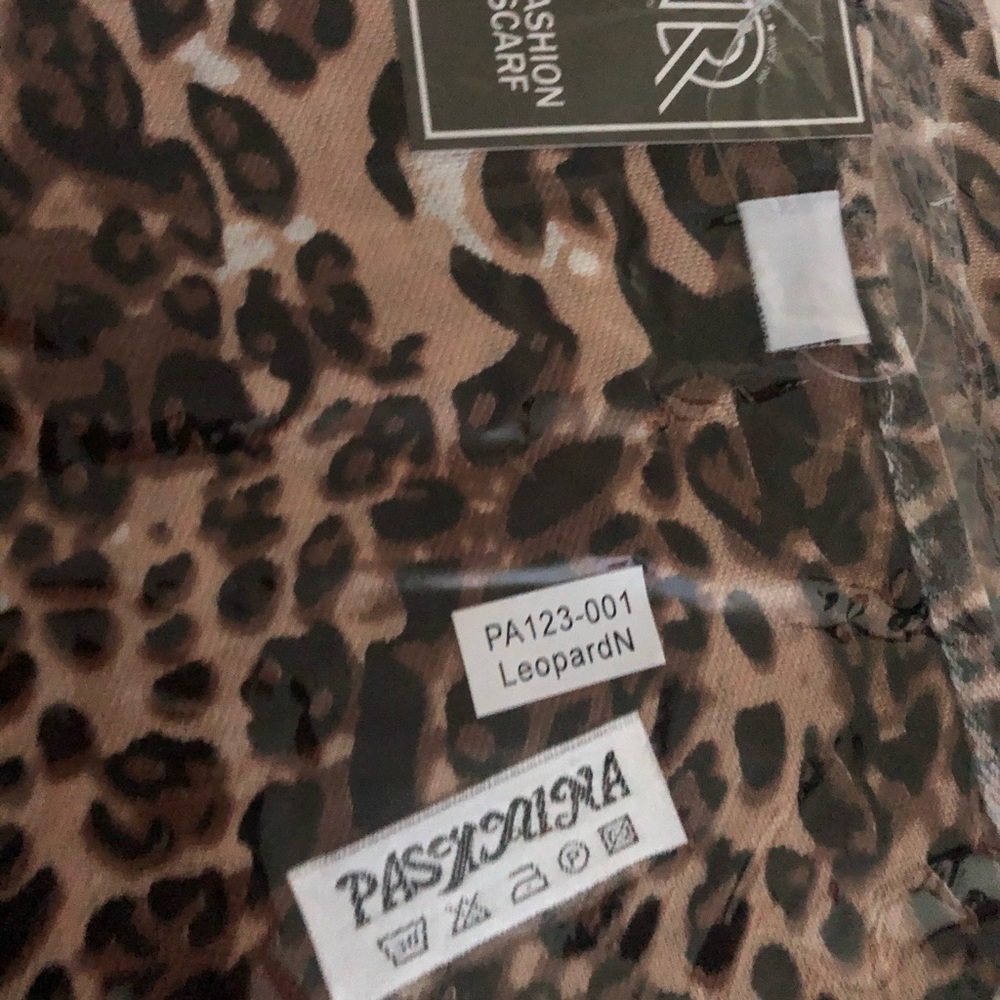 R
ASHION
SCARF
PA123-001
LeopardN
PASHMINA